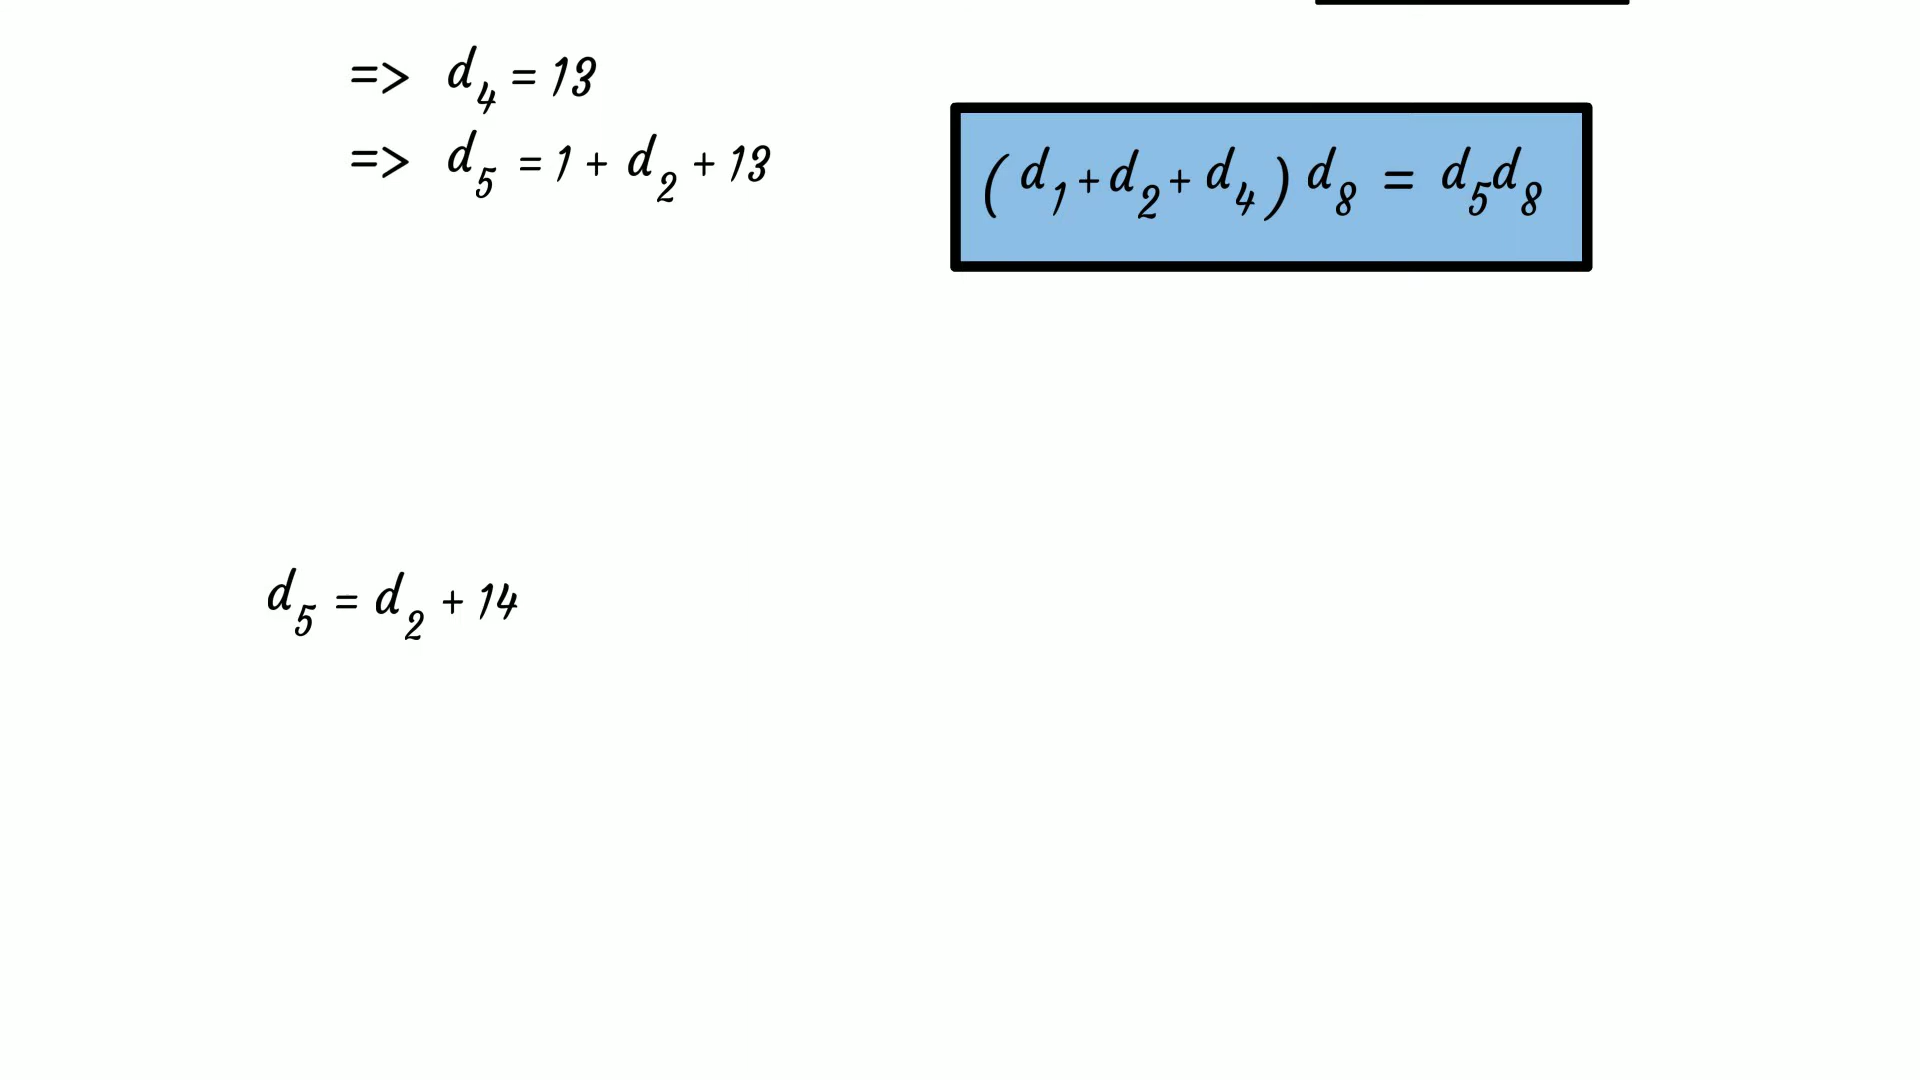 => d₄ = 13
=> d₅ = 1 + d₂ + 13
(d₁ + d₂ + d₄) d₈ = d₅d₈
d₅ = d₂ + 14